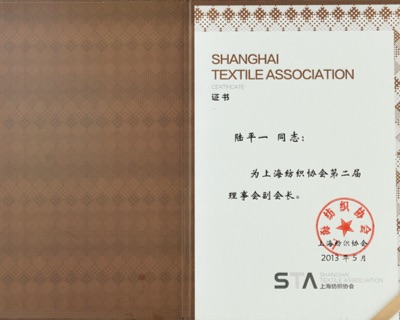 SHANGHAI
TEXTILE ASSOCIATION
CERTIFICATE
证书
陆平一 同志：
为上海纺织协会第二届
理事会副会长。
上海纺织协会
上海纺织协会
2013 年 5 月
STA
SHANGHAI
TEXTILE ASSOCIATION
上海纺织协会